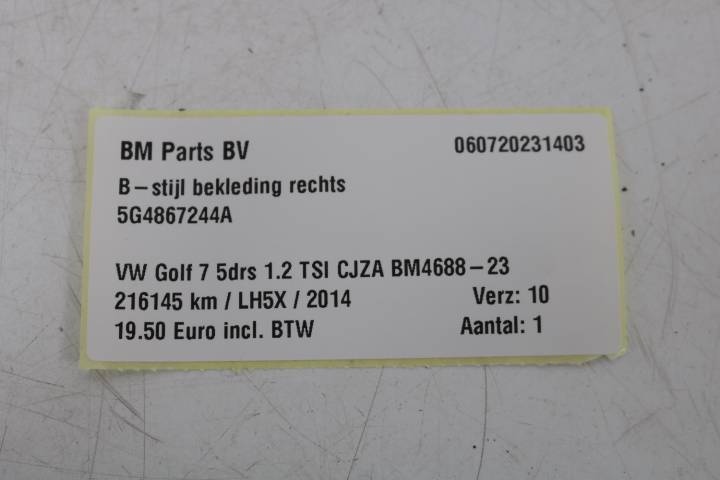 BM Parts BV 060720231403
B-stijl bekleding rechts
5G4867244A
VW Golf 7 5drs 1.2 TSI CJZA BM4688-23
216145 km / LH5X / 2014 Verz: 10
19.50 Euro incl. BTW Aantal: 1